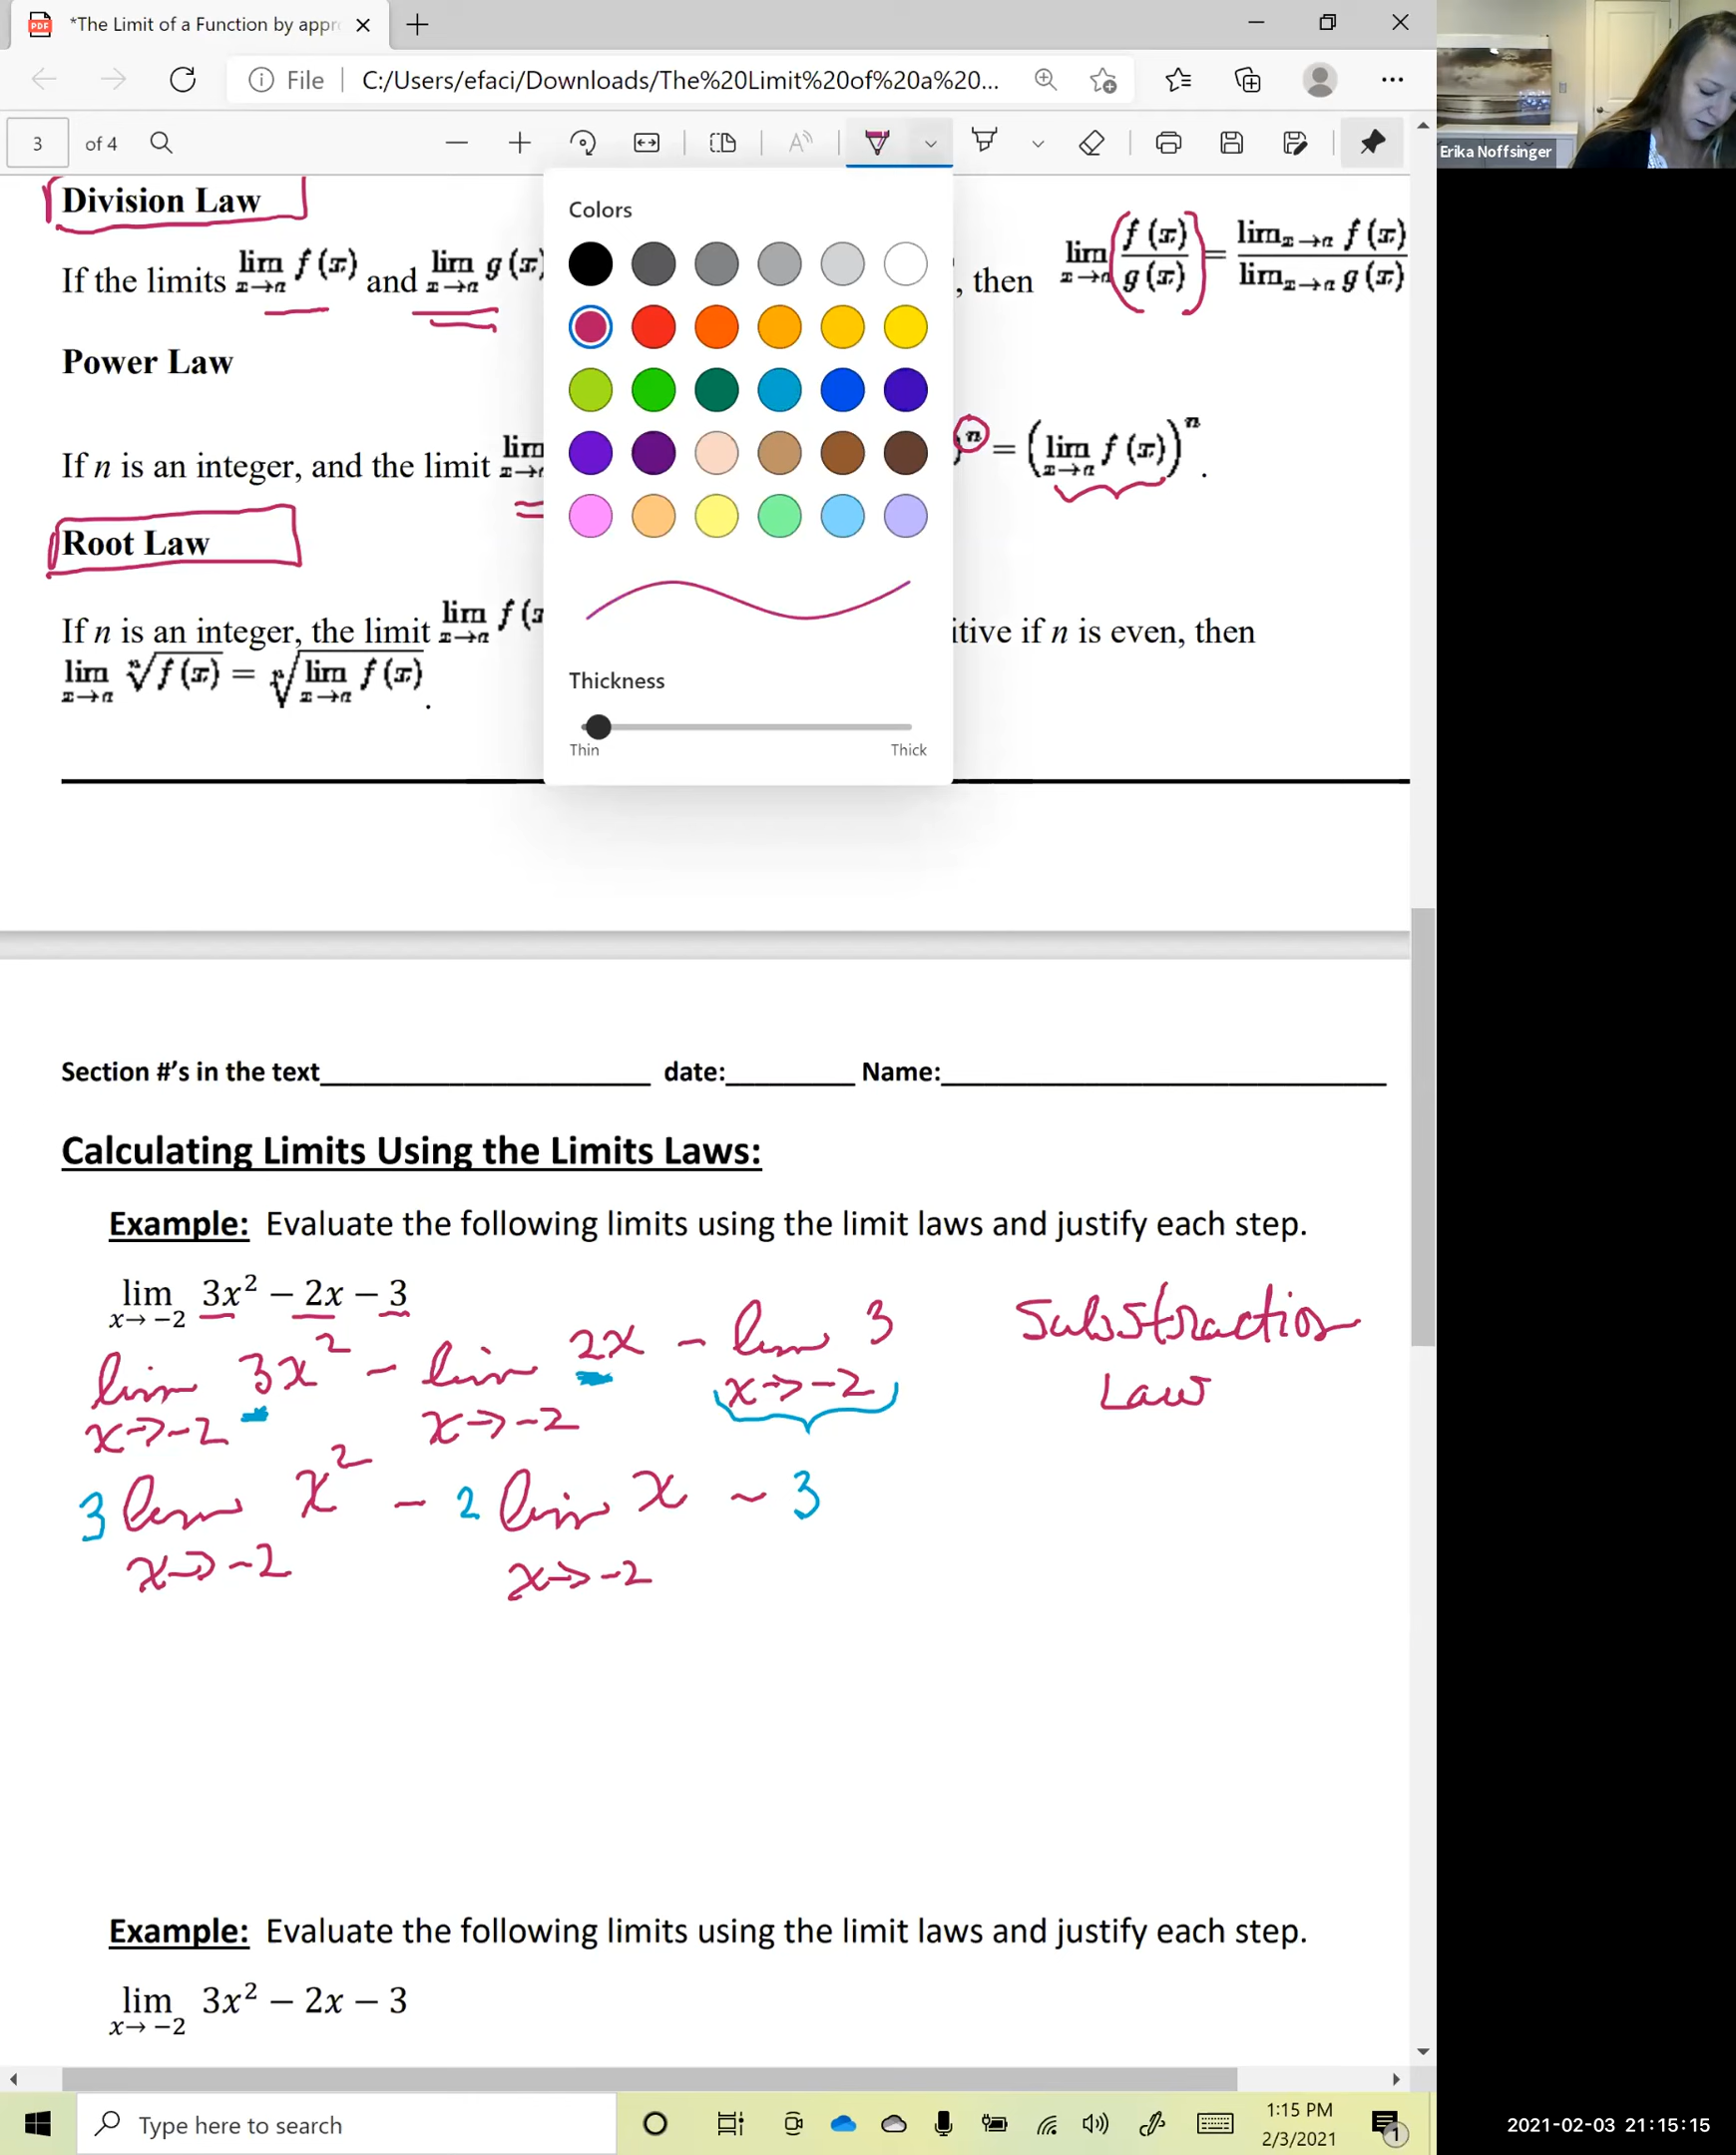 *The Limit of a Function by appr
File
C:/Users/efaci/Downloads/The%20Limit%20of%20a%20...
Erika Noffsinger
3 of 4
Division Law
If the limits lim x→a f(x) and lim x→a g(x) , then lim x→a (f(x)/g(x)) = lim x→a f(x) / lim x→a g(x)
Power Law
If n is an integer, and the limit lim n = (lim x→a f(x))^n .
Root Law
If n is an integer, the limit lim x→a f( itive if n is even, then
lim x→a ⁿ√f(x) = ⁿ√lim x→a f(x) .
Colors
Thickness
Thin Thick
Section #'s in the text date: Name:
Calculating Limits Using the Limits Laws:
Example: Evaluate the following limits using the limit laws and justify each step.
lim x→ −2 3x² − 2x − 3
lim x→-2 3x² - lim x→-2 2x - lim x→-2 3
Substraction
Law
3 lim x→-2 x² - 2 lim x→-2 x - 3
Example: Evaluate the following limits using the limit laws and justify each step.
lim x→ −2 3x² − 2x − 3
Type here to search
1:15 PM
2/3/2021
1
2021-02-03 21:15:15